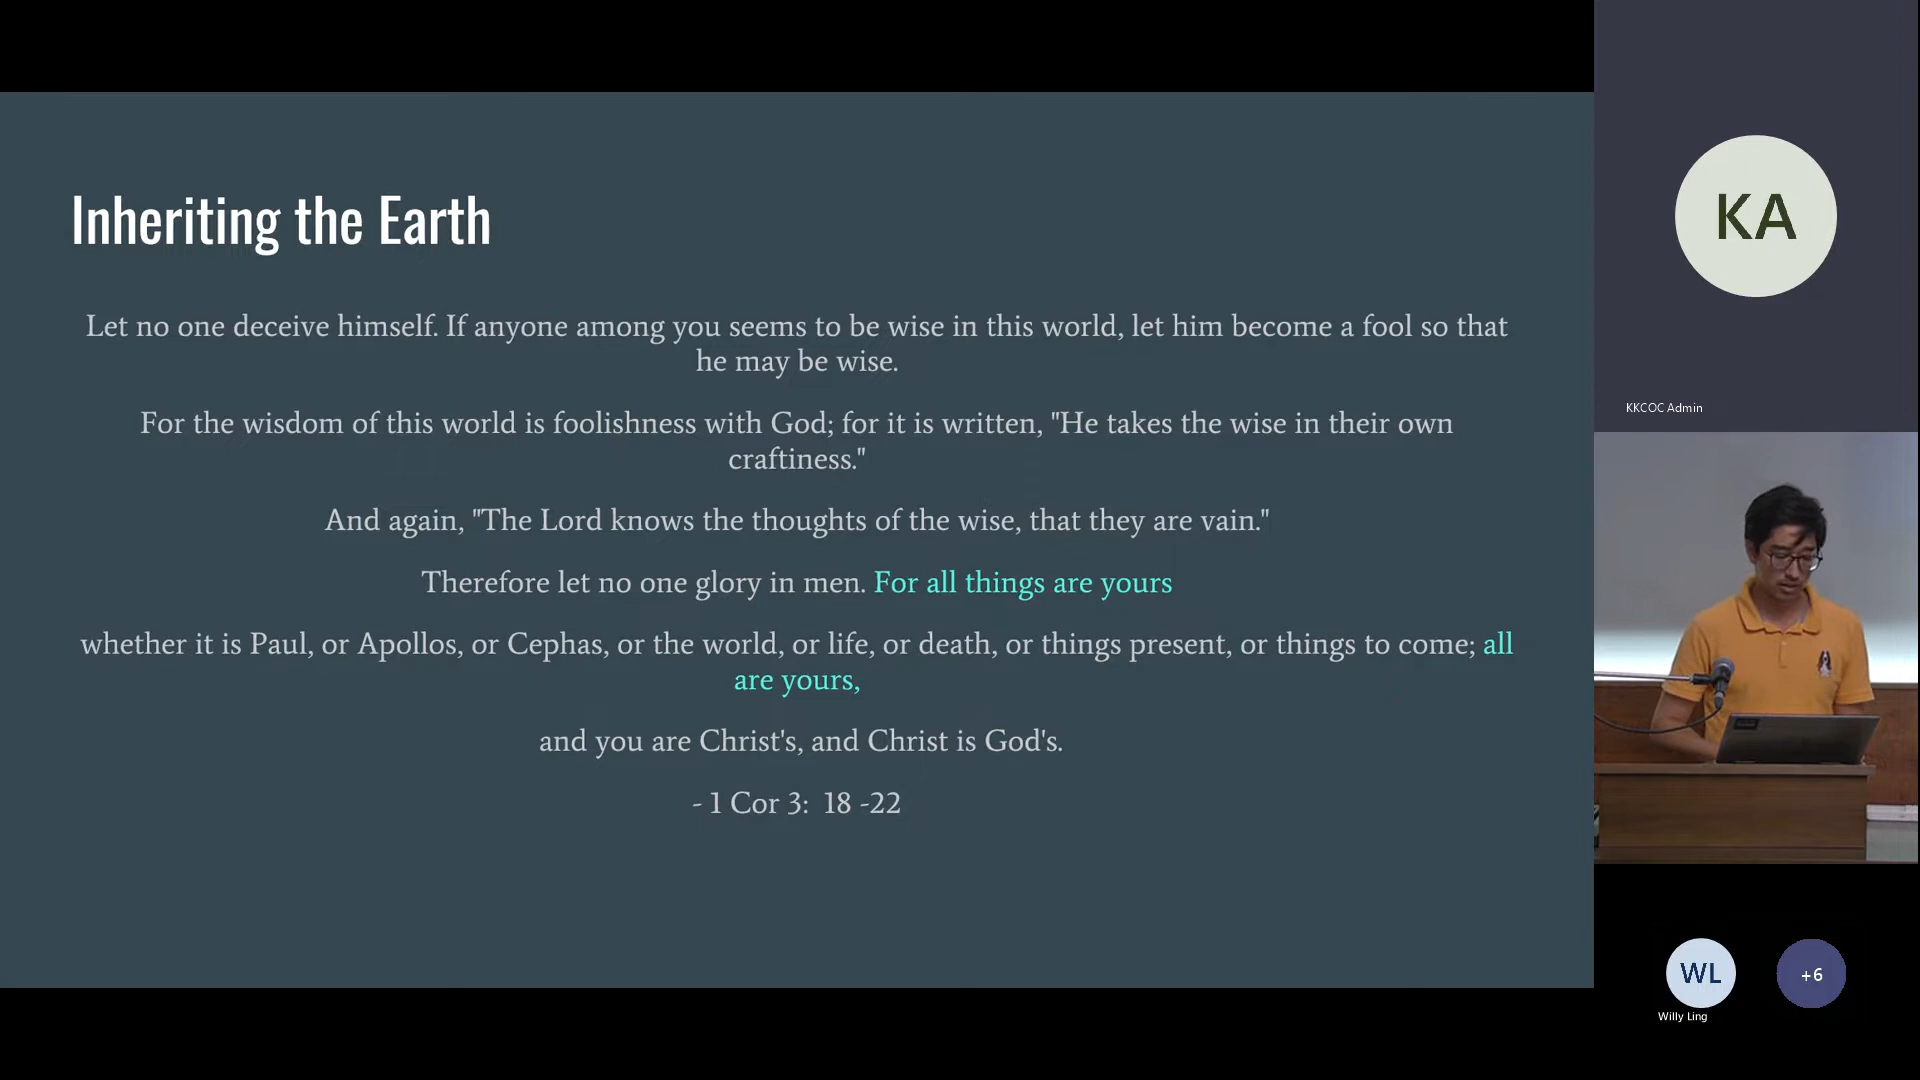 Inheriting the Earth
Let no one deceive himself. If anyone among you seems to be wise in this world, let him become a fool so that
he may be wise.
For the wisdom of this world is foolishness with God; for it is written, "He takes the wise in their own
craftiness."
And again, "The Lord knows the thoughts of the wise, that they are vain."
Therefore let no one glory in men. For all things are yours
whether it is Paul, or Apollos, or Cephas, or the world, or life, or death, or things present, or things to come; all
are yours,
and you are Christ's, and Christ is God's.
- 1 Cor 3:  18 -22
KA
KKCOC Admin
WL
Willy Ling
+6